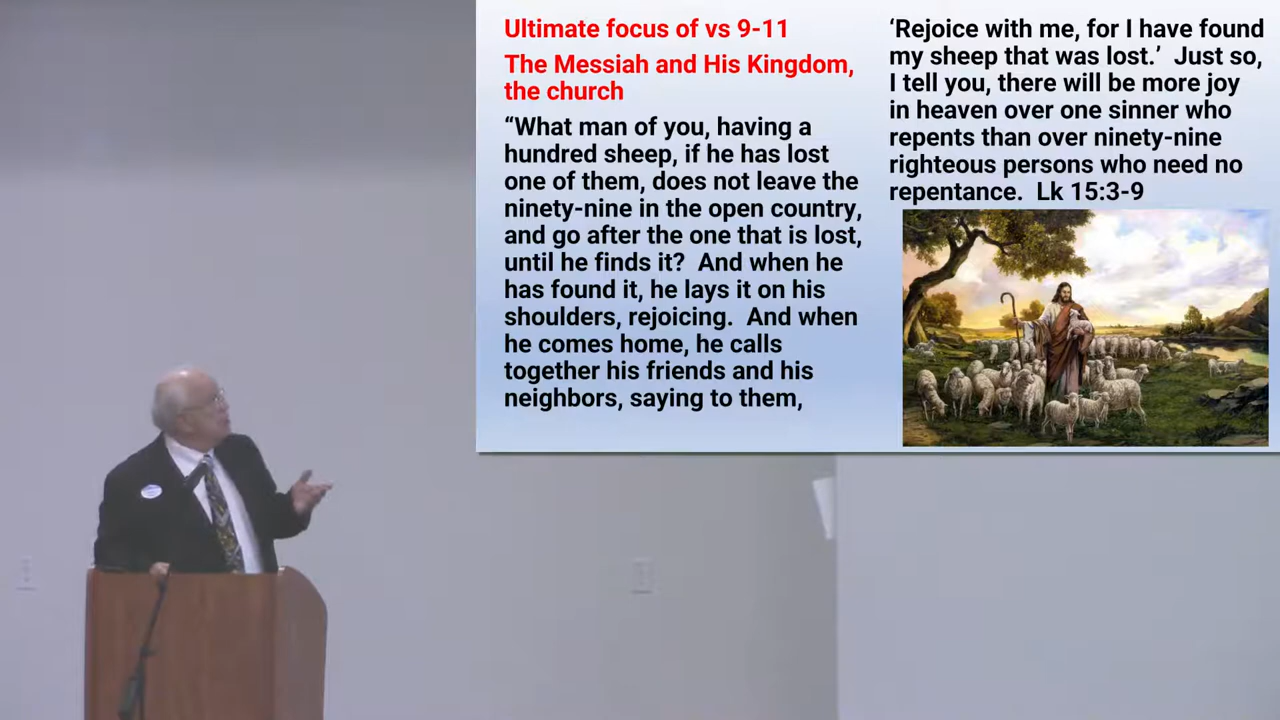 Ultimate focus of vs 9-11
The Messiah and His Kingdom,
the church
“What man of you, having a
hundred sheep, if he has lost
one of them, does not leave the
ninety-nine in the open country,
and go after the one that is lost,
until he finds it?  And when he
has found it, he lays it on his
shoulders, rejoicing.  And when
he comes home, he calls
together his friends and his
neighbors, saying to them,
‘Rejoice with me, for I have found
my sheep that was lost.’  Just so,
I tell you, there will be more joy
in heaven over one sinner who
repents than over ninety-nine
righteous persons who need no
repentance.  Lk 15:3-9